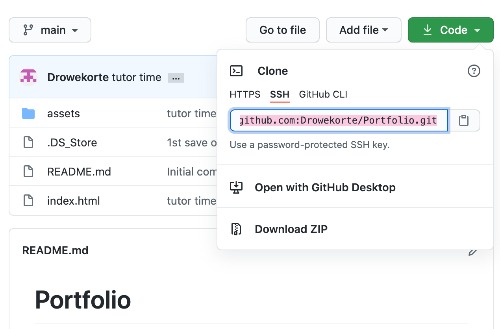 main
Go to file
Add file
Code
Drowekorte tutor time ...
Clone
HTTPS SSH GitHub CLI
github.com:Drowekorte/Portfolio.git
Use a password-protected SSH key.
Open with GitHub Desktop
Download ZIP
assets tutor time
.DS_Store 1st save o
README.md Initial com
index.html tutor time
README.md
Portfolio